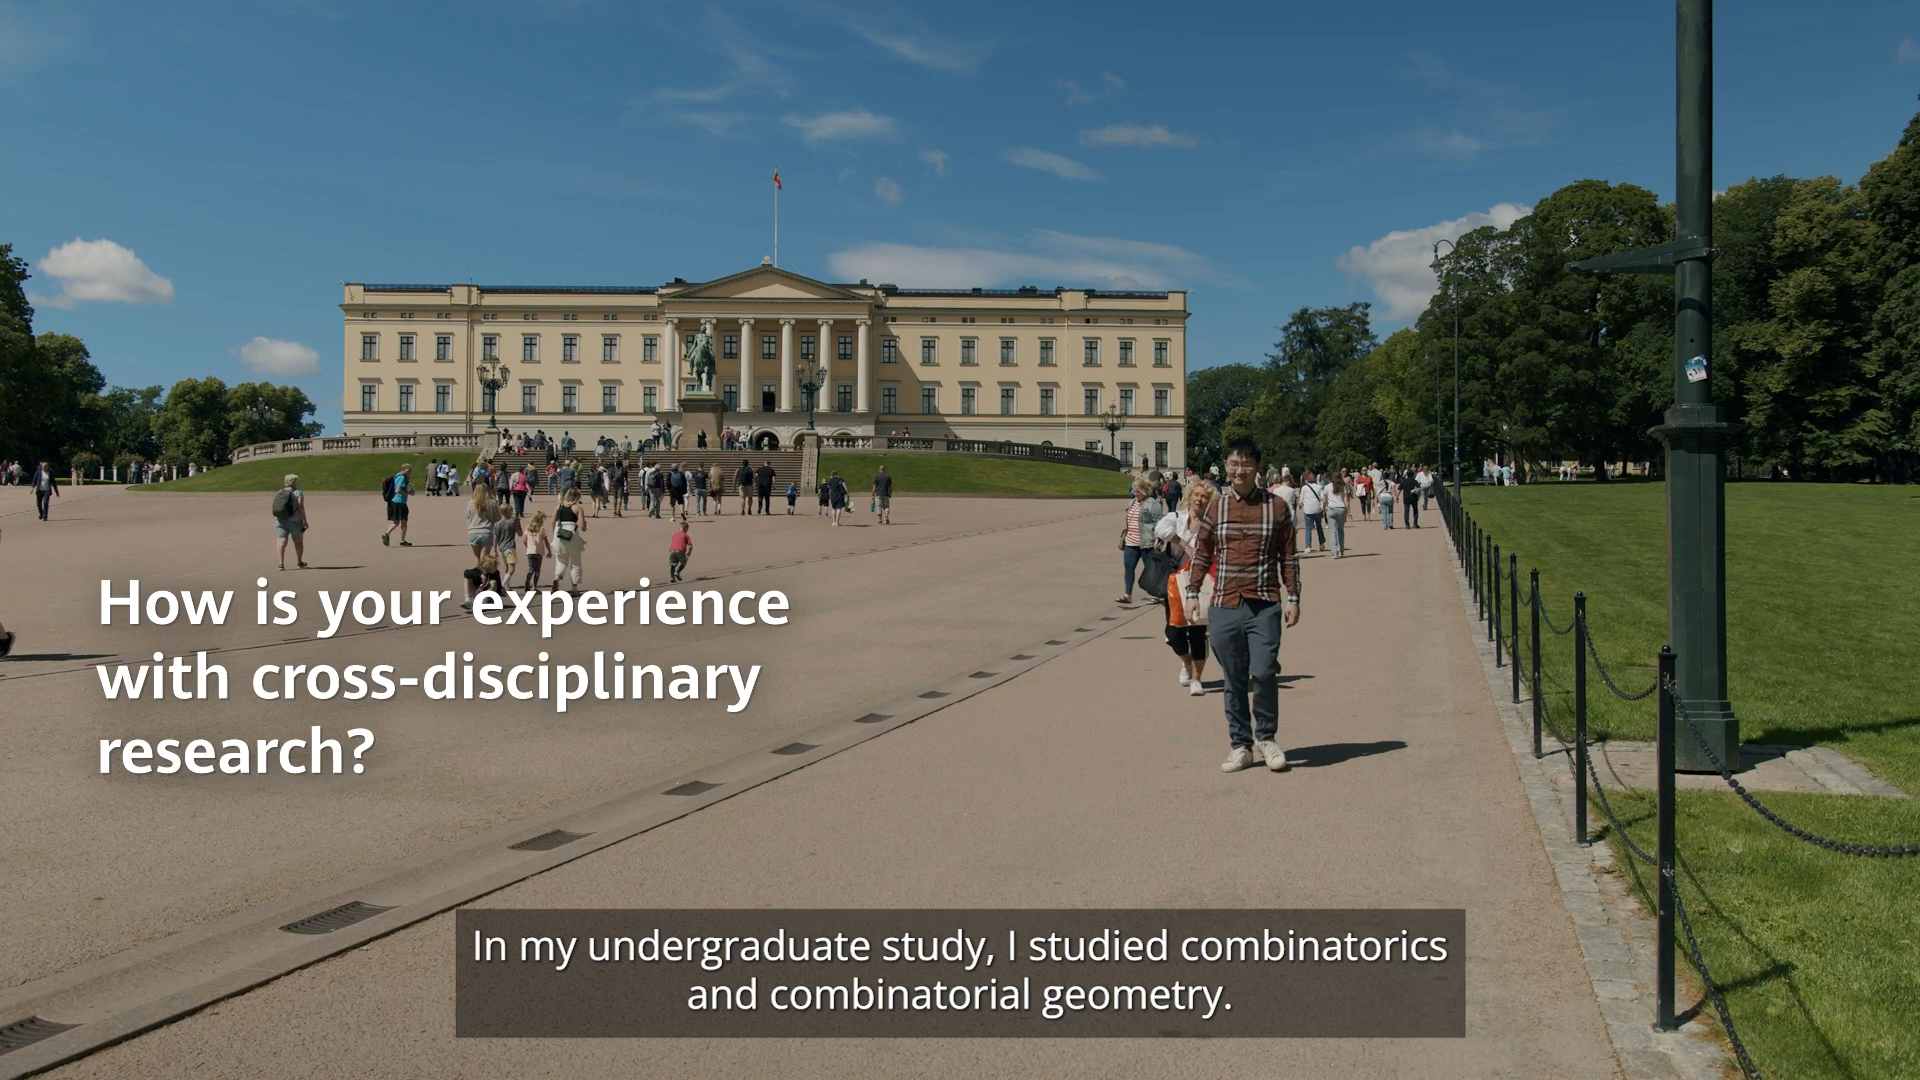 How is your experience
with cross-disciplinary
research?
In my undergraduate study, I studied combinatorics
and combinatorial geometry.